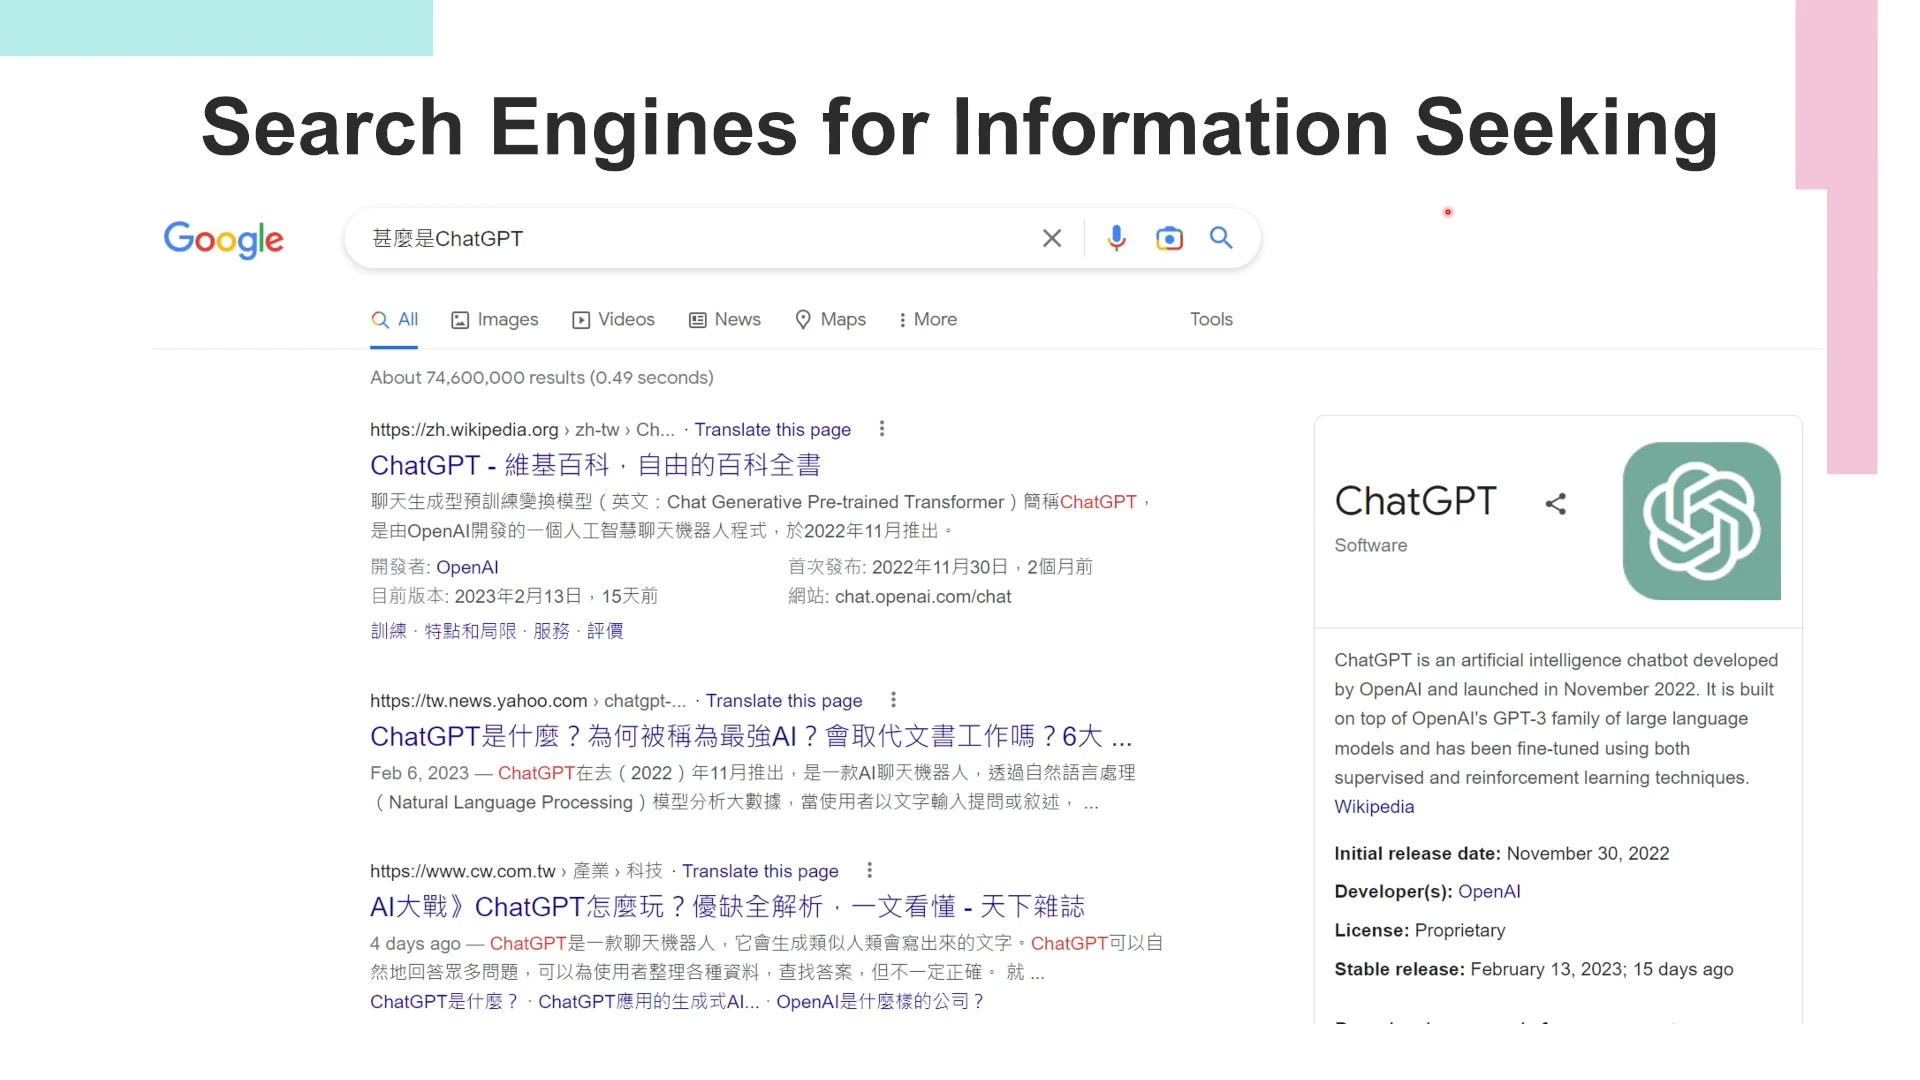 Search Engines for Information Seeking
Google
甚麼是ChatGPT
All Images Videos News Maps More Tools
About 74,600,000 results (0.49 seconds)
https://zh.wikipedia.org › zh-tw › Ch... · Translate this page
ChatGPT - 維基百科，自由的百科全書
聊天生成型預訓練變換模型（英文：Chat Generative Pre-trained Transformer）簡稱ChatGPT，
是由OpenAI開發的一個人工智慧聊天機器人程式，於2022年11月推出。
開發者: OpenAI 首次發布: 2022年11月30日，2個月前
目前版本: 2023年2月13日，15天前 網站: chat.openai.com/chat
訓練 · 特點和局限 · 服務 · 評價
https://tw.news.yahoo.com › chatgpt-... · Translate this page
ChatGPT是什麼？為何被稱為最強AI？會取代文書工作嗎？6大 ...
Feb 6, 2023 — ChatGPT在去（2022）年11月推出，是一款AI聊天機器人，透過自然語言處理
（Natural Language Processing）模型分析大數據，當使用者以文字輸入提問或敘述， ...
https://www.cw.com.tw › 產業 › 科技 · Translate this page
AI大戰》ChatGPT怎麼玩？優缺全解析，一文看懂 - 天下雜誌
4 days ago — ChatGPT是一款聊天機器人，它會生成類似人類會寫出來的文字。ChatGPT可以自
然地回答眾多問題，可以為使用者整理各種資料，查找答案，但不一定正確。 就 ...
ChatGPT是什麼？ · ChatGPT應用的生成式AI... · OpenAI是什麼樣的公司？
ChatGPT
Software
ChatGPT is an artificial intelligence chatbot developed
by OpenAI and launched in November 2022. It is built
on top of OpenAI's GPT-3 family of large language
models and has been fine-tuned using both
supervised and reinforcement learning techniques.
Wikipedia
Initial release date: November 30, 2022
Developer(s): OpenAI
License: Proprietary
Stable release: February 13, 2023; 15 days ago